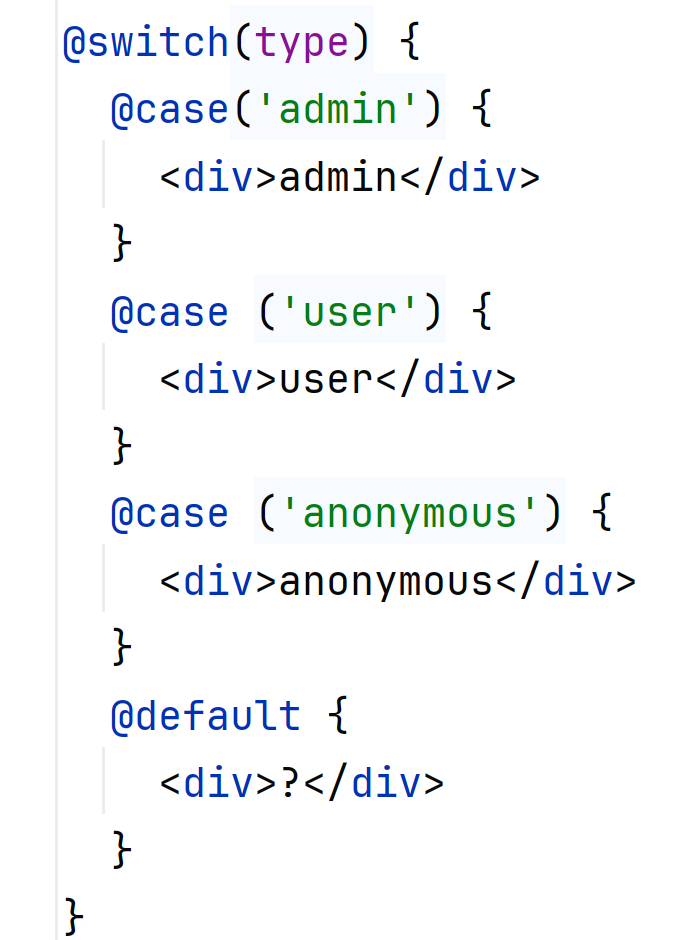 @switch(type) {
  @case('admin') {
    <div>admin</div>
  }
  @case ('user') {
    <div>user</div>
  }
  @case ('anonymous') {
    <div>anonymous</div>
  }
  @default {
    <div>?</div>
  }
}